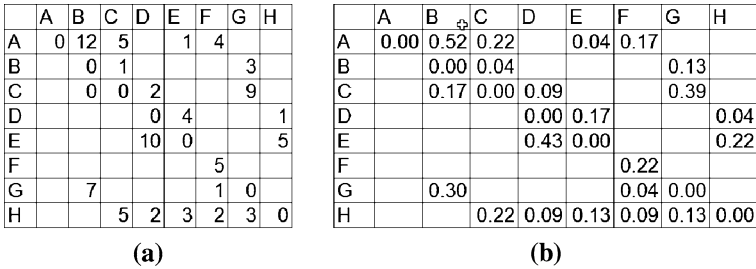 A B C D E F G H
A 0 12 5 1 4
B 0 1 3
C 0 0 2 9
D 0 4 1
E 10 0 5
F 5
G 7 1 0
H 5 2 3 2 3 0
(a)
A B C D E F G H
A 0.00 0.52 0.22 0.04 0.17
B 0.00 0.04 0.13
C 0.17 0.00 0.09 0.39
D 0.00 0.17 0.04
E 0.43 0.00 0.22
F 0.22
G 0.30 0.04 0.00
H 0.22 0.09 0.13 0.09 0.13 0.00
(b)